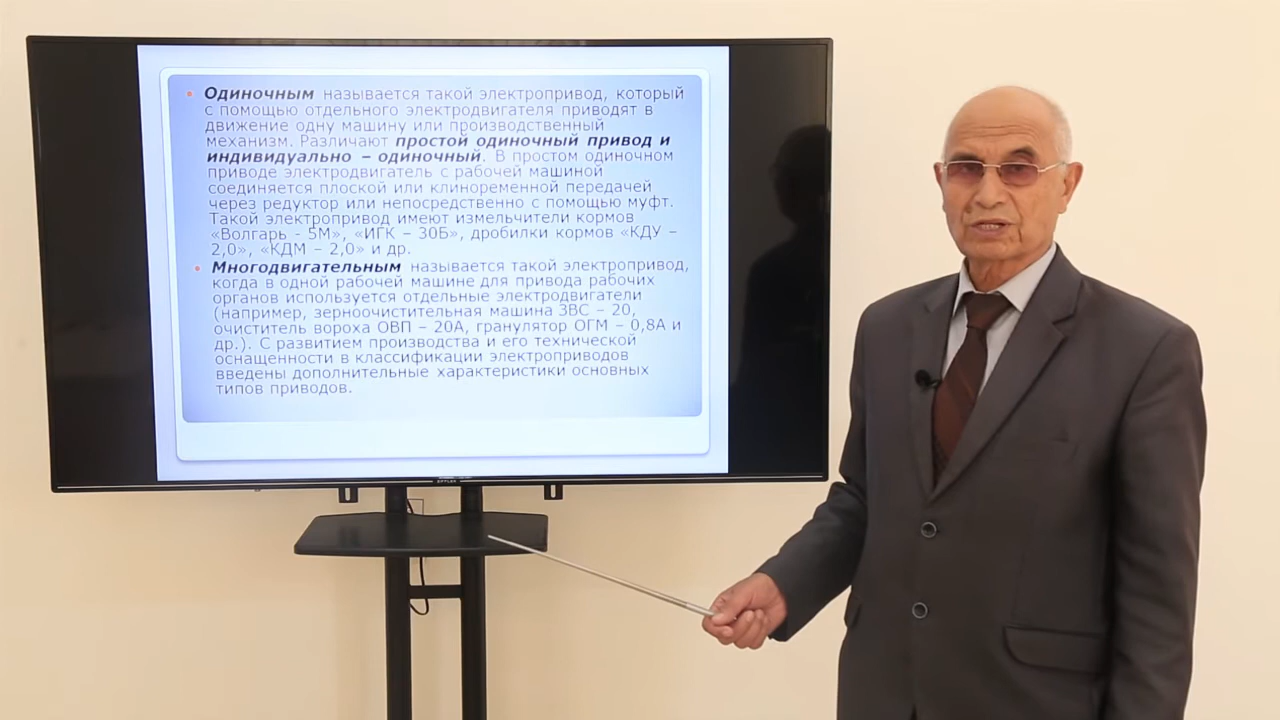 Одиночным называется такой электропривод, который
с помощью отдельного электродвигателя приводят в
движение одну машину или производственный
механизм. Различают простой одиночный привод и
индивидуально – одиночный. В простом одиночном
приводе электродвигатель с рабочей машиной
соединяется плоской или клиноременной передачей
через редуктор или непосредственно с помощью муфт.
Такой электропривод имеют измельчители кормов
«Волгарь - 5М», «ИГК – 30Б», дробилки кормов «КДУ –
2,0», «КДМ – 2,0» и др.
Многодвигательным называется такой электропривод,
когда в одной рабочей машине для привода рабочих
органов используется отдельные электродвигатели
(например, зерноочистительная машина ЗВС – 20,
очиститель вороха ОВП – 20А, гранулятор ОГМ – 0,8А и
др.). С развитием производства и его технической
оснащенности в классификации электроприводов
введены дополнительные характеристики основных
типов приводов.